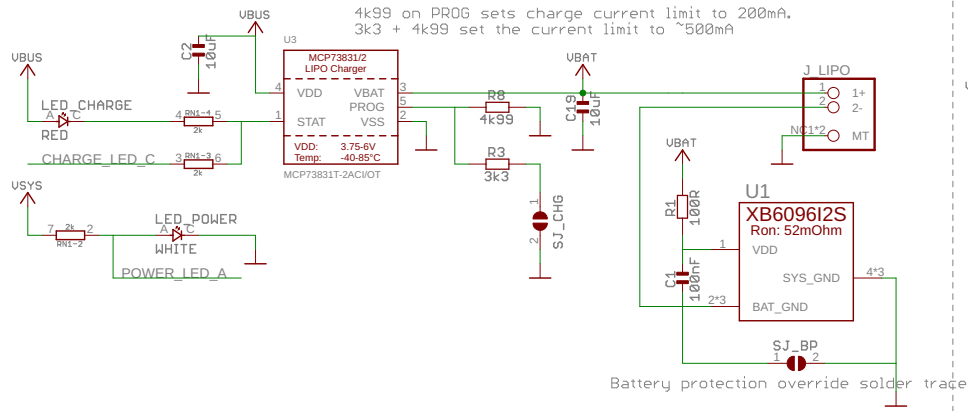 4k99 on PROG sets charge current limit to 200mA.
3k3 + 4k99 set the current limit to ~500mA
VBUS
VBUS
C2
10uF
U3
MCP73831/2
LIPO Charger
4 VDD
VBAT 3
PROG 5
1 STAT
VSS 2
VDD: 3.75-6V
Temp: -40-85°C
MCP73831T-2ACI/OT
LED_CHARGE
A C
RED
4 RN1-4 5
2k
CHARGE_LED_C
3 RN1-3 6
2k
VSYS
7 2k 2
RN1-2
LED_POWER
A C
WHITE
POWER_LED_A
R8
4k99
R3
3k3
1
SJ_CHG
2
VBAT
C19
10uF
J_LIPO
1 1+
2 2-
NC1*2 MT
VBAT
R1
100R
C1
100nF
U1
XB6096I2S
Ron: 52mOhm
1 VDD
SYS_GND 4*3
2*3 BAT_GND
SJ_BP
1 2
Battery protection override solder trace